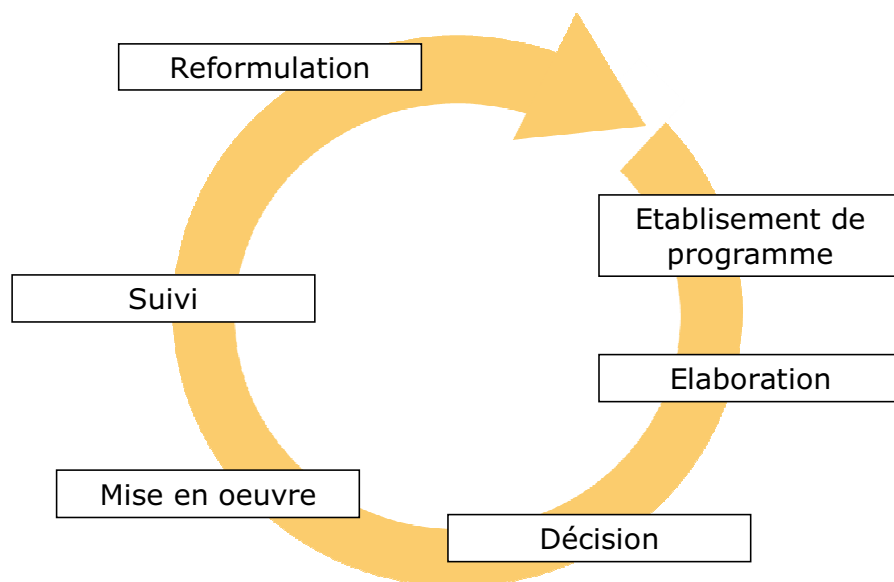 Reformulation
Etablisement de
programme
Suivi
Elaboration
Mise en oeuvre
Décision